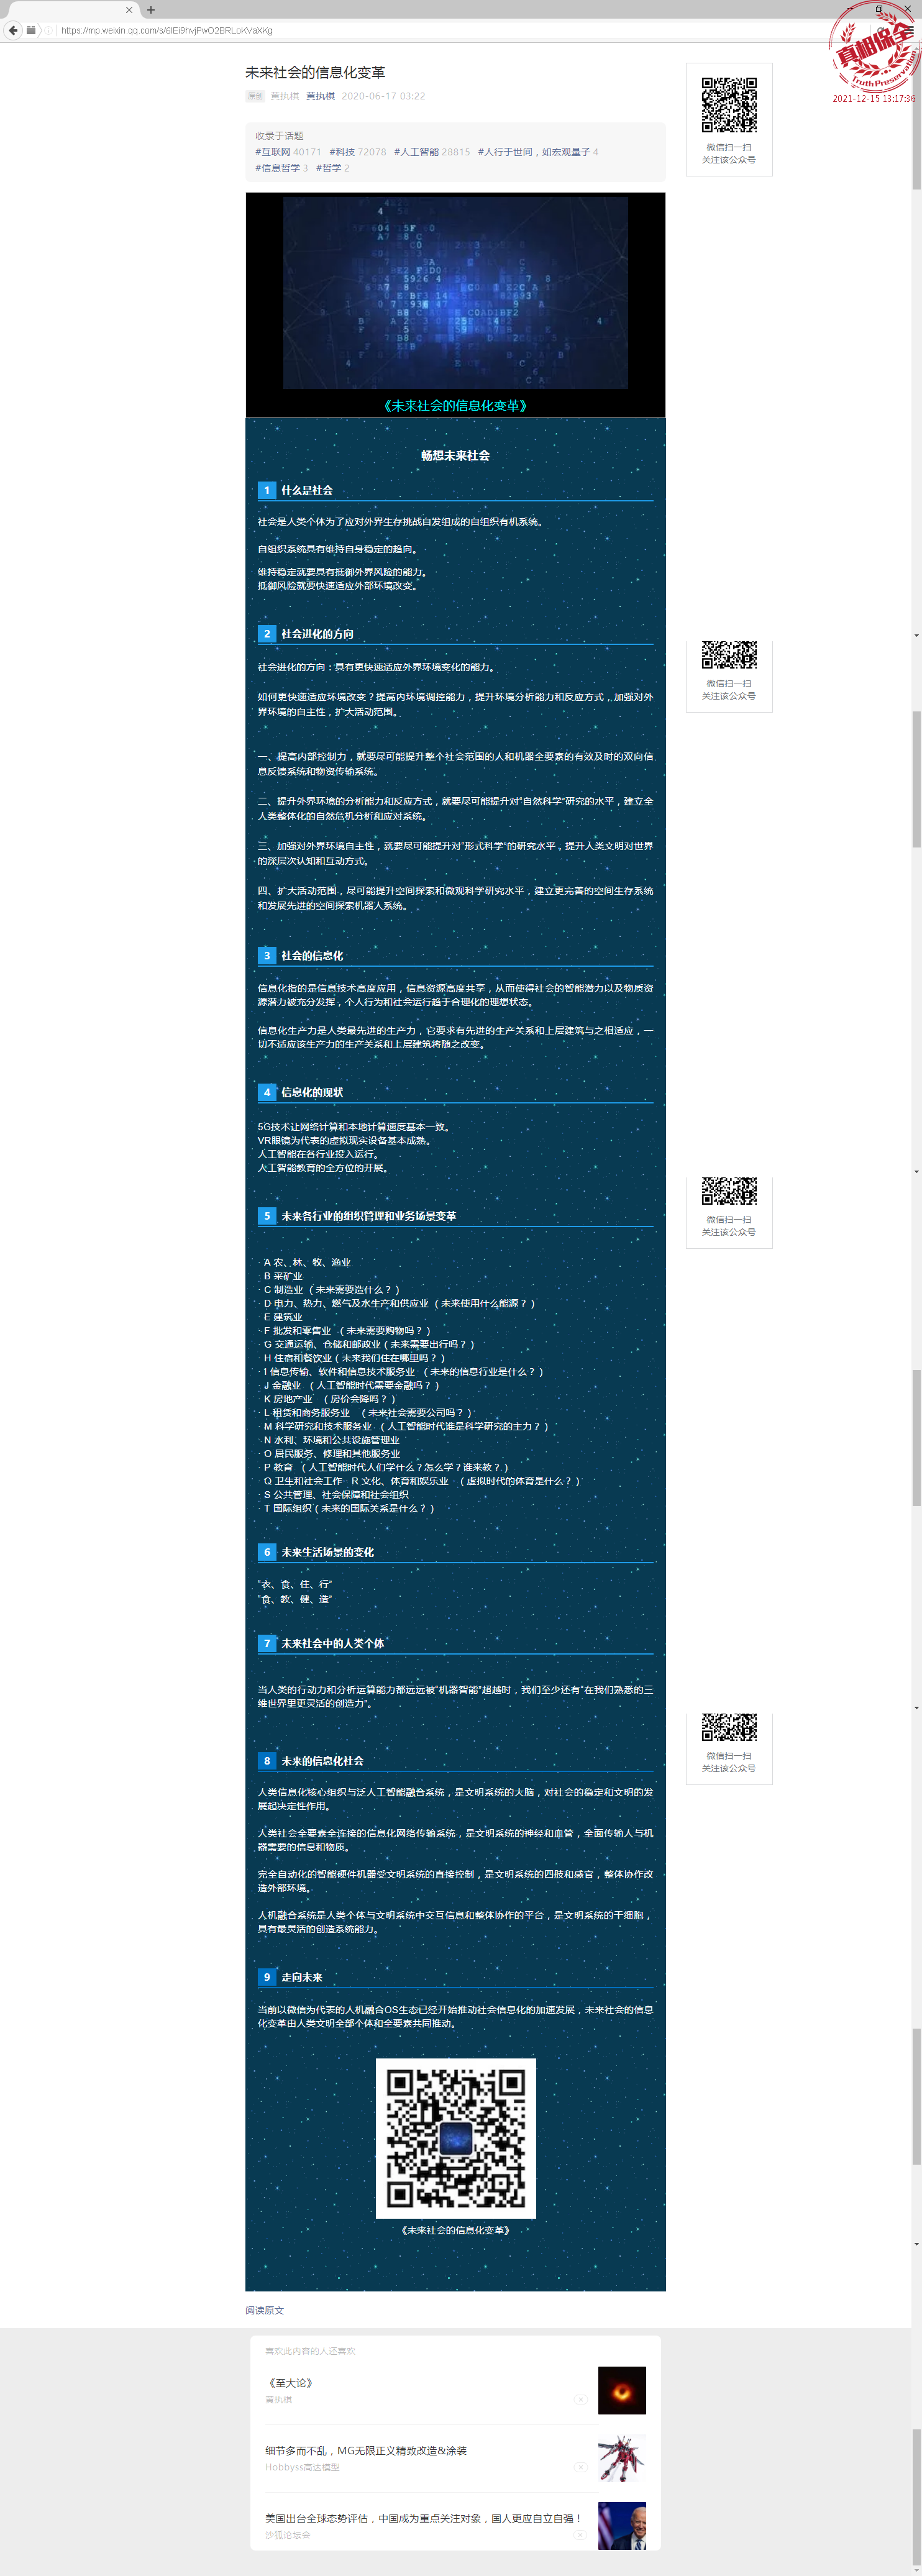 https://mp.weixin.qq.com/s/6lEi9hvjPwO2BRLoKVaXKg
真相保全
TruthPreservation
2021-12-15 13:17:36
未来社会的信息化变革
原创 黄执棋 黄执棋 2020-06-17 03:22
微信扫一扫
关注该公众号
收录于话题
#互联网 40171 #科技 72078 #人工智能 28815 #人行于世间，如宏观量子 4
#信息哲学 3 #哲学 2
《未来社会的信息化变革》
畅想未来社会
1 什么是社会
社会是人类个体为了应对外界生存挑战自发组成的自组织有机系统。
自组织系统具有维持自身稳定的趋向。
维持稳定就要具有抵御外界风险的能力。
抵御风险就要快速适应外部环境改变。
2 社会进化的方向
微信扫一扫
关注该公众号
社会进化的方向：具有更快速适应外界环境变化的能力。
如何更快速适应环境改变？提高内环境调控能力，提升环境分析能力和反应方式，加强对外
界环境的自主性，扩大活动范围。
一、提高内部控制力，就要尽可能提升整个社会范围的人和机器全要素的有效及时的双向信
息反馈系统和物资传输系统。
二、提升外界环境的分析能力和反应方式，就要尽可能提升对“自然科学”研究的水平，建立全
人类整体化的自然危机分析和应对系统。
三、加强对外界环境自主性，就要尽可能提升对“形式科学”的研究水平，提升人类文明对世界
的深层次认知和互动方式。
四、扩大活动范围，尽可能提升空间探索和微观科学研究水平，建立更完善的空间生存系统
和发展先进的空间探索机器人系统。
3 社会的信息化
信息化指的是信息技术高度应用，信息资源高度共享，从而使得社会的智能潜力以及物质资
源潜力被充分发挥，个人行为和社会运行趋于合理化的理想状态。
信息化生产力是人类最先进的生产力，它要求有先进的生产关系和上层建筑与之相适应，一
切不适应该生产力的生产关系和上层建筑将随之改变。
4 信息化的现状
5G技术让网络计算和本地计算速度基本一致。
VR眼镜为代表的虚拟现实设备基本成熟。
人工智能在各行业投入运行。
人工智能教育的全方位的开展。
5 未来各行业的组织管理和业务场景变革
微信扫一扫
关注该公众号
A 农、林、牧、渔业
B 采矿业
C 制造业（未来需要造什么？）
D 电力、热力、燃气及水生产和供应业（未来使用什么能源？）
E 建筑业
F 批发和零售业 （未来需要购物吗？）
G 交通运输、仓储和邮政业（未来需要出行吗？）
H 住宿和餐饮业（未来我们住在哪里吗？）
I 信息传输、软件和信息技术服务业 （未来的信息行业是什么？）
J 金融业 （人工智能时代需要金融吗？）
K 房地产业 （房价会降吗？）
L 租赁和商务服务业 （未来社会需要公司吗？）
M 科学研究和技术服务业 （人工智能时代谁是科学研究的主力？）
N 水利、环境和公共设施管理业
O 居民服务、修理和其他服务业
P 教育 （人工智能时代人们学什么？怎么学？谁来教？）
Q 卫生和社会工作 R 文化、体育和娱乐业 （虚拟时代的体育是什么？）
S 公共管理、社会保障和社会组织
T 国际组织（未来的国际关系是什么？）
6 未来生活场景的变化
“衣、食、住、行”
“食、教、健、造”
7 未来社会中的人类个体
当人类的行动力和分析运算能力都远远被“机器智能”超越时，我们至少还有“在我们熟悉的三
维世界里更灵活的创造力”。
微信扫一扫
关注该公众号
8 未来的信息化社会
人类信息化核心组织与泛人工智能融合系统，是文明系统的大脑，对社会的稳定和文明的发
展起决定性作用。
人类社会全要素全连接的信息化网络传输系统，是文明系统的神经和血管，全面传输人与机
器需要的信息和物质。
完全自动化的智能硬件机器受文明系统的直接控制，是文明系统的四肢和感官，整体协作改
造外部环境。
人机融合系统是人类个体与文明系统中交互信息和整体协作的平台，是文明系统的干细胞，
具有最灵活的创造系统能力。
9 走向未来
当前以微信为代表的人机融合OS生态已经开始推动社会信息化的加速发展，未来社会的信息
化变革由人类文明全部个体和全要素共同推动。
《未来社会的信息化变革》
阅读原文
喜欢此内容的人还喜欢
《至大论》
黄执棋
细节多而不乱，MG无限正义精致改造&涂装
Hobbyss高达模型
美国出台全球态势评估，中国成为重点关注对象，国人更应自立自强！
沙狐论坛会